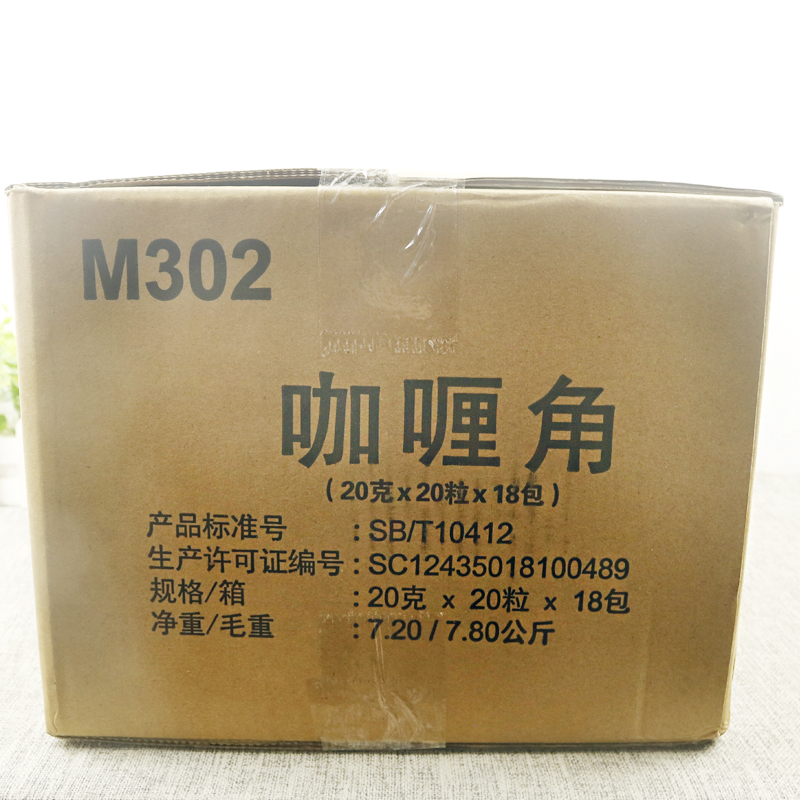 M302
咖喱角
（20克x20粒x18包）
产品标准号 : SB/T10412
生产许可证编号 : SC12435018100489
规格/箱 : 20克 x 20粒 x 18包
净重/毛重 : 7.20 / 7.80公斤